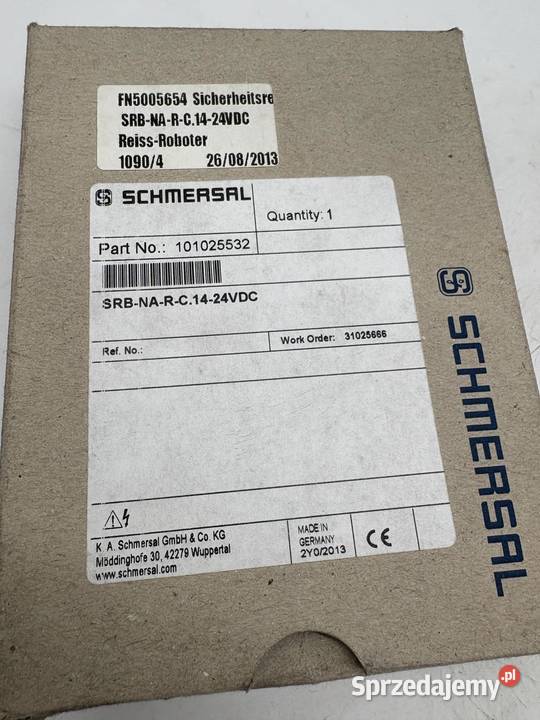 FN5005654 Sicherheitsre
SRB-NA-R-C.14-24VDC
Reiss-Roboter
1090/4 26/08/2013
SCHMERSAL
Quantity: 1
Part No.: 101025532
SRB-NA-R-C.14-24VDC
Ref. No.:
Work Order: 31025666
K. A. Schmersal GmbH & Co. KG
Möddinghofe 30, 42279 Wuppertal
www.schmersal.com
MADE IN
GERMANY
2Y0/2013
CE
SCHMERSAL
Sprzedajemy.pl